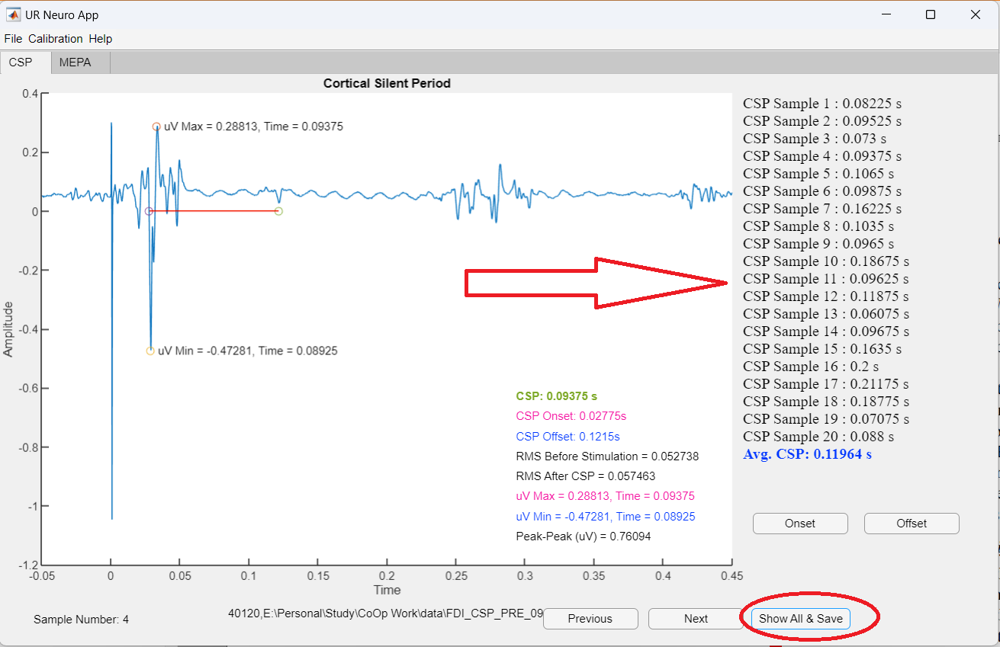 UR Neuro App
File Calibration Help
CSP MEPA
Cortical Silent Period
0.4
0.2
0
-0.2
-0.4
-0.6
-0.8
-1
-1.2
Amplitude
uV Max = 0.28813, Time = 0.09375
uV Min = -0.47281, Time = 0.08925
CSP: 0.09375 s
CSP Onset: 0.02775s
CSP Offset: 0.1215s
RMS Before Stimulation = 0.052738
RMS After CSP = 0.057463
uV Max = 0.28813, Time = 0.09375
uV Min = -0.47281, Time = 0.08925
Peak-Peak (uV) = 0.76094
-0.05 0 0.05 0.1 0.15 0.2 0.25 0.3 0.35 0.4 0.45
Time
CSP Sample 1 : 0.08225 s
CSP Sample 2 : 0.09525 s
CSP Sample 3 : 0.073 s
CSP Sample 4 : 0.09375 s
CSP Sample 5 : 0.1065 s
CSP Sample 6 : 0.09875 s
CSP Sample 7 : 0.16225 s
CSP Sample 8 : 0.1035 s
CSP Sample 9 : 0.0965 s
CSP Sample 10 : 0.18675 s
CSP Sample 11 : 0.09625 s
CSP Sample 12 : 0.11875 s
CSP Sample 13 : 0.06075 s
CSP Sample 14 : 0.09675 s
CSP Sample 15 : 0.1635 s
CSP Sample 16 : 0.2 s
CSP Sample 17 : 0.21175 s
CSP Sample 18 : 0.18775 s
CSP Sample 19 : 0.07075 s
CSP Sample 20 : 0.088 s
Avg. CSP: 0.11964 s
Onset Offset
Sample Number: 4
40120,E:\Personal\Study\CoOp Work\data\FDI_CSP_PRE_09
Previous Next Show All & Save